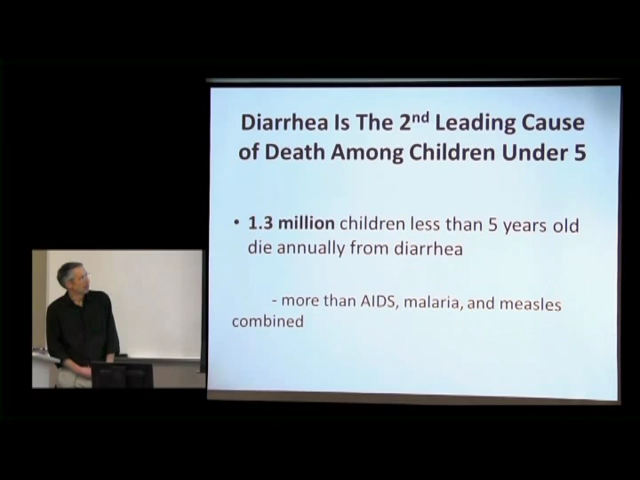 Diarrhea Is The 2nd Leading Cause
of Death Among Children Under 5
• 1.3 million children less than 5 years old
die annually from diarrhea
- more than AIDS, malaria, and measles
combined